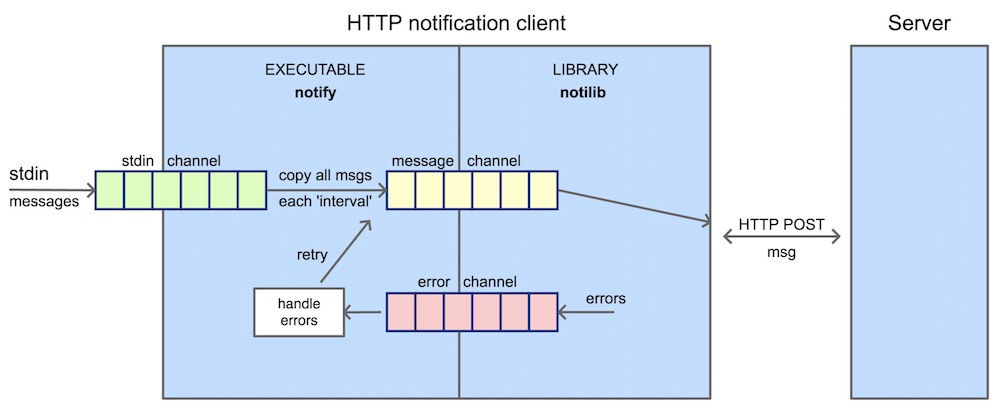 HTTP notification client
Server
EXECUTABLE
notify
LIBRARY
notilib
stdin channel
message channel
stdin
messages
copy all msgs
each 'interval'
HTTP POST
msg
retry
error channel
errors
handle
errors